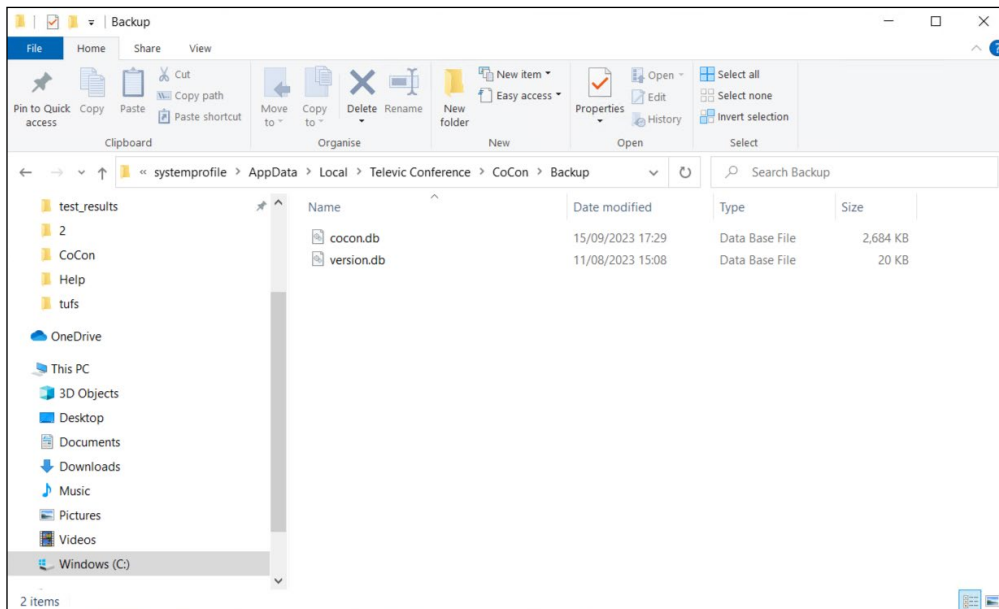 Backup
File Home Share View
Pin to Quick access
Copy
Paste
Cut
Copy path
Paste shortcut
Clipboard
Move to
Copy to
Delete
Rename
Organise
New folder
New item
Easy access
New
Properties
Open
Edit
History
Open
Select all
Select none
Invert selection
Select
« systemprofile > AppData > Local > Televic Conference > CoCon > Backup
Search Backup
test_results
2
CoCon
Help
tufs
OneDrive
This PC
3D Objects
Desktop
Documents
Downloads
Music
Pictures
Videos
Windows (C:)
Name Date modified Type Size
cocon.db 15/09/2023 17:29 Data Base File 2,684 KB
version.db 11/08/2023 15:08 Data Base File 20 KB
2 items